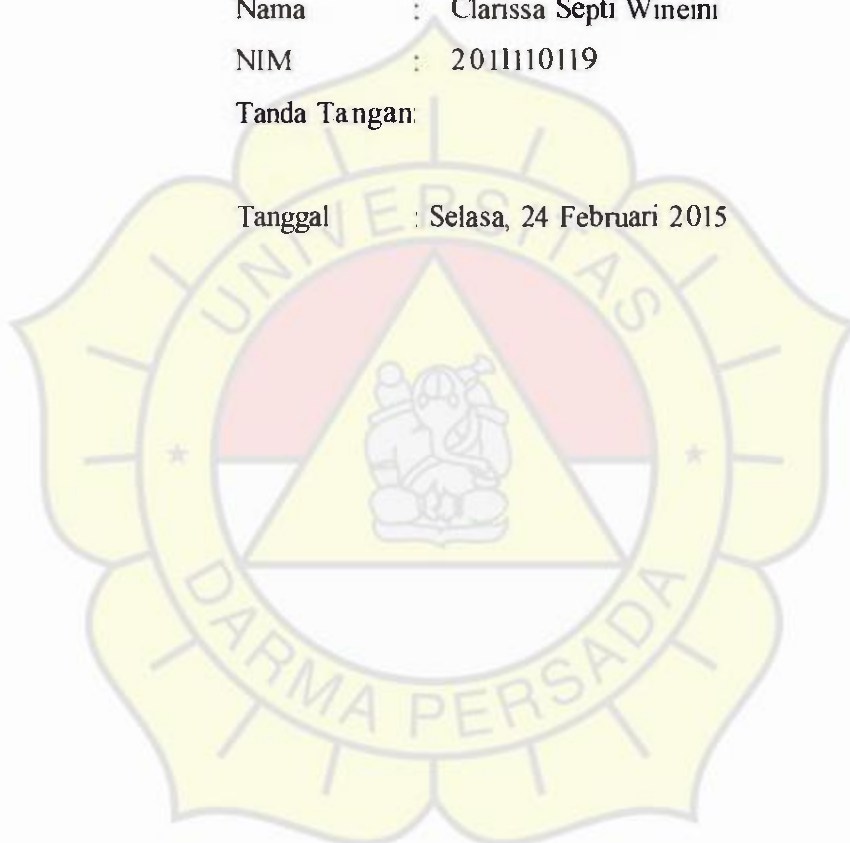 Nama : Clarissa Septi Wineini
NIM : 2011110119
Tanda Tangan:
Tanggal : Selasa, 24 Februari 2015
UNIVERSITAS
DARMA PERSADA